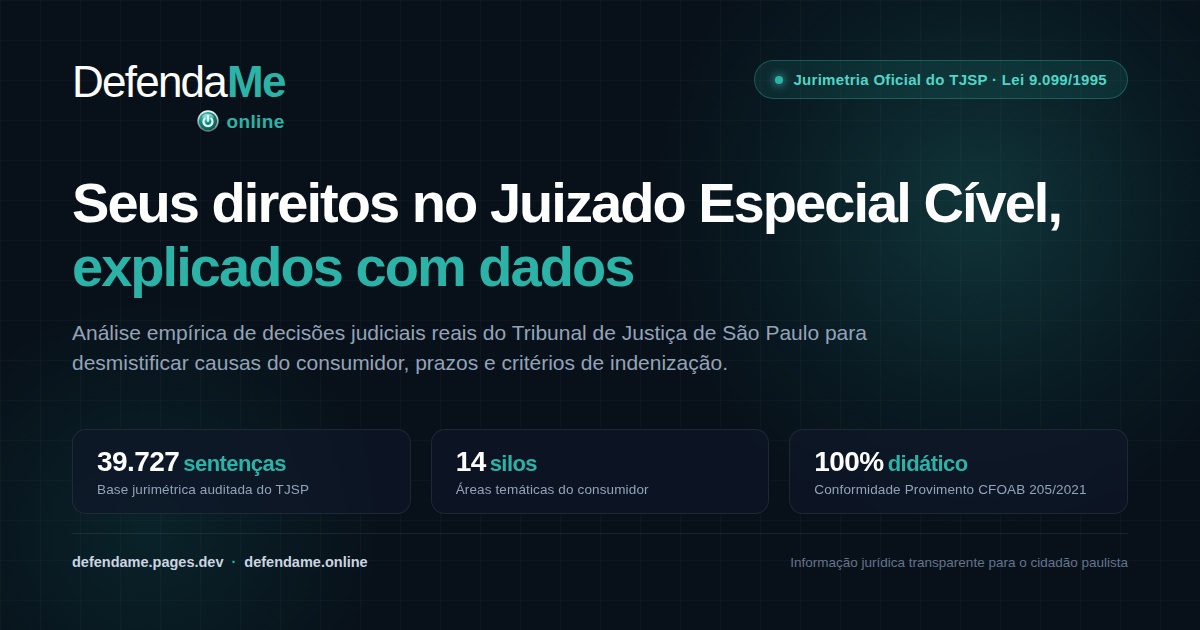 DefendaMe
online
Jurimetria Oficial do TJSP · Lei 9.099/1995
Seus direitos no Juizado Especial Cível,
explicados com dados
Análise empírica de decisões judiciais reais do Tribunal de Justiça de São Paulo para
desmistificar causas do consumidor, prazos e critérios de indenização.
39.727 sentenças
Base jurimétrica auditada do TJSP
14 silos
Áreas temáticas do consumidor
100% didático
Conformidade Provimento CFOAB 205/2021
defendame.pages.dev · defendame.online
Informação jurídica transparente para o cidadão paulista